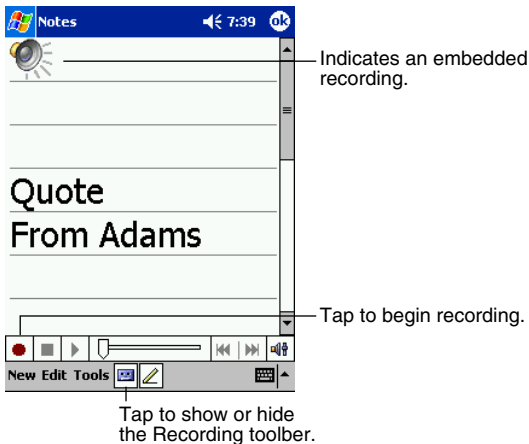 Notes 7:39 ok
Indicates an embedded
recording.
Quote
From Adams
Tap to begin recording.
New Edit Tools
Tap to show or hide
the Recording toolber.